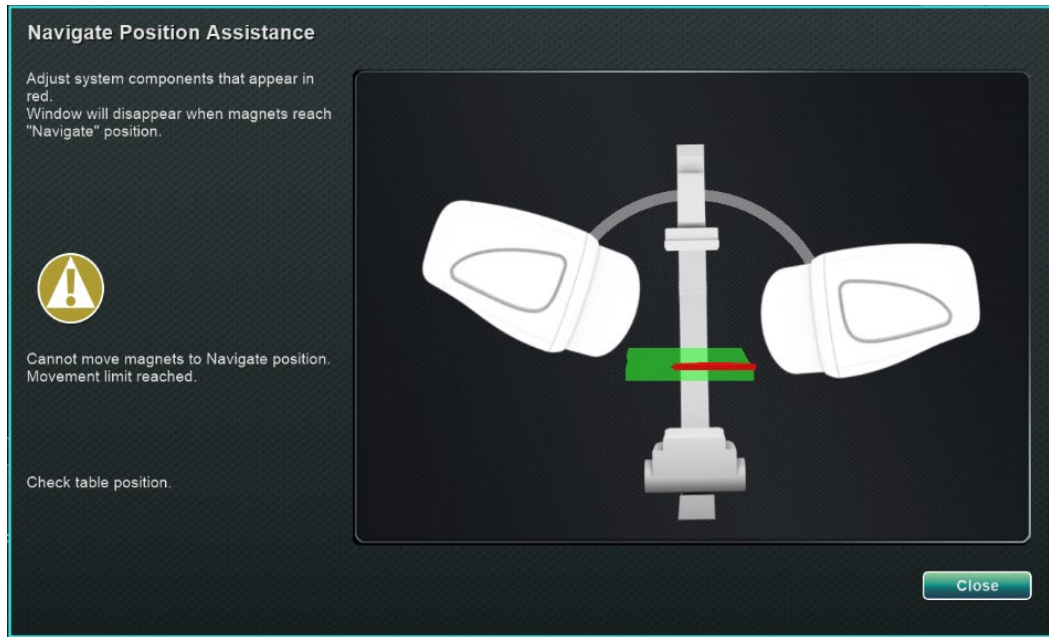 Navigate Position Assistance
Adjust system components that appear in
red.
Window will disappear when magnets reach
"Navigate" position.
Cannot move magnets to Navigate position.
Movement limit reached.
Check table position.
Close